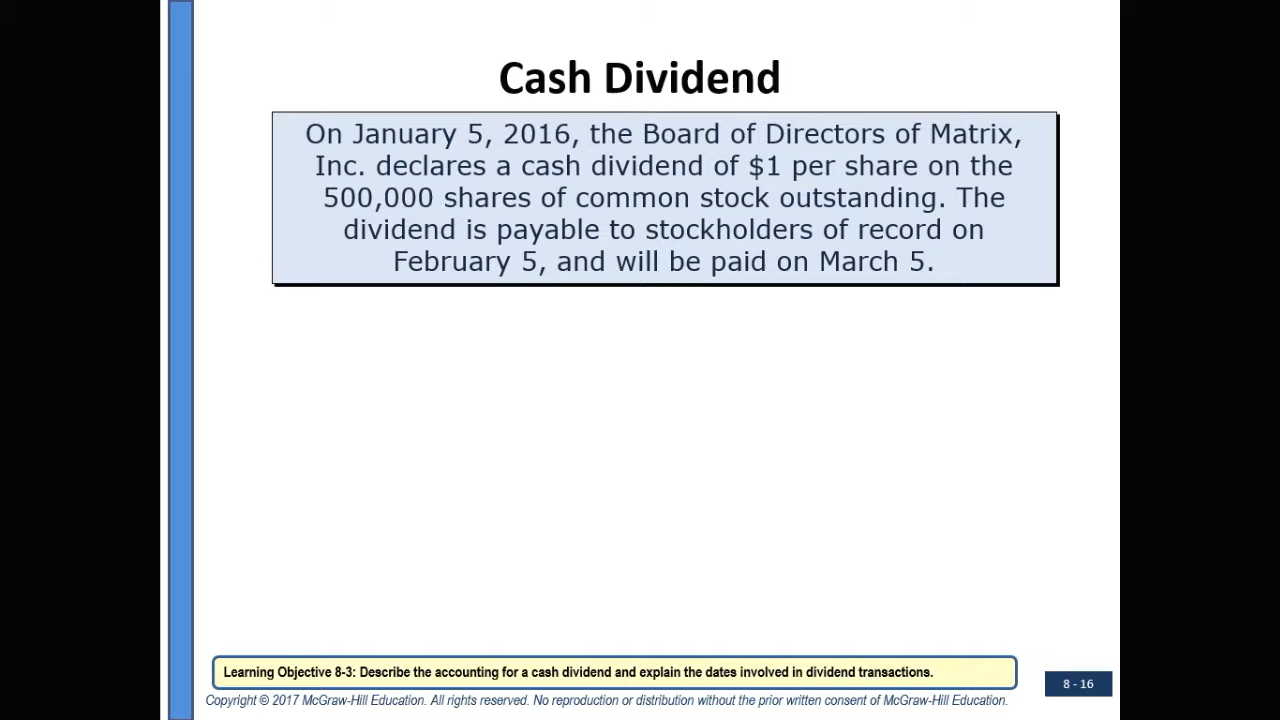 Cash Dividend
On January 5, 2016, the Board of Directors of Matrix,
Inc. declares a cash dividend of $1 per share on the
500,000 shares of common stock outstanding. The
dividend is payable to stockholders of record on
February 5, and will be paid on March 5.
Learning Objective 8-3: Describe the accounting for a cash dividend and explain the dates involved in dividend transactions.
8 - 16
Copyright © 2017 McGraw-Hill Education. All rights reserved. No reproduction or distribution without the prior written consent of McGraw-Hill Education.